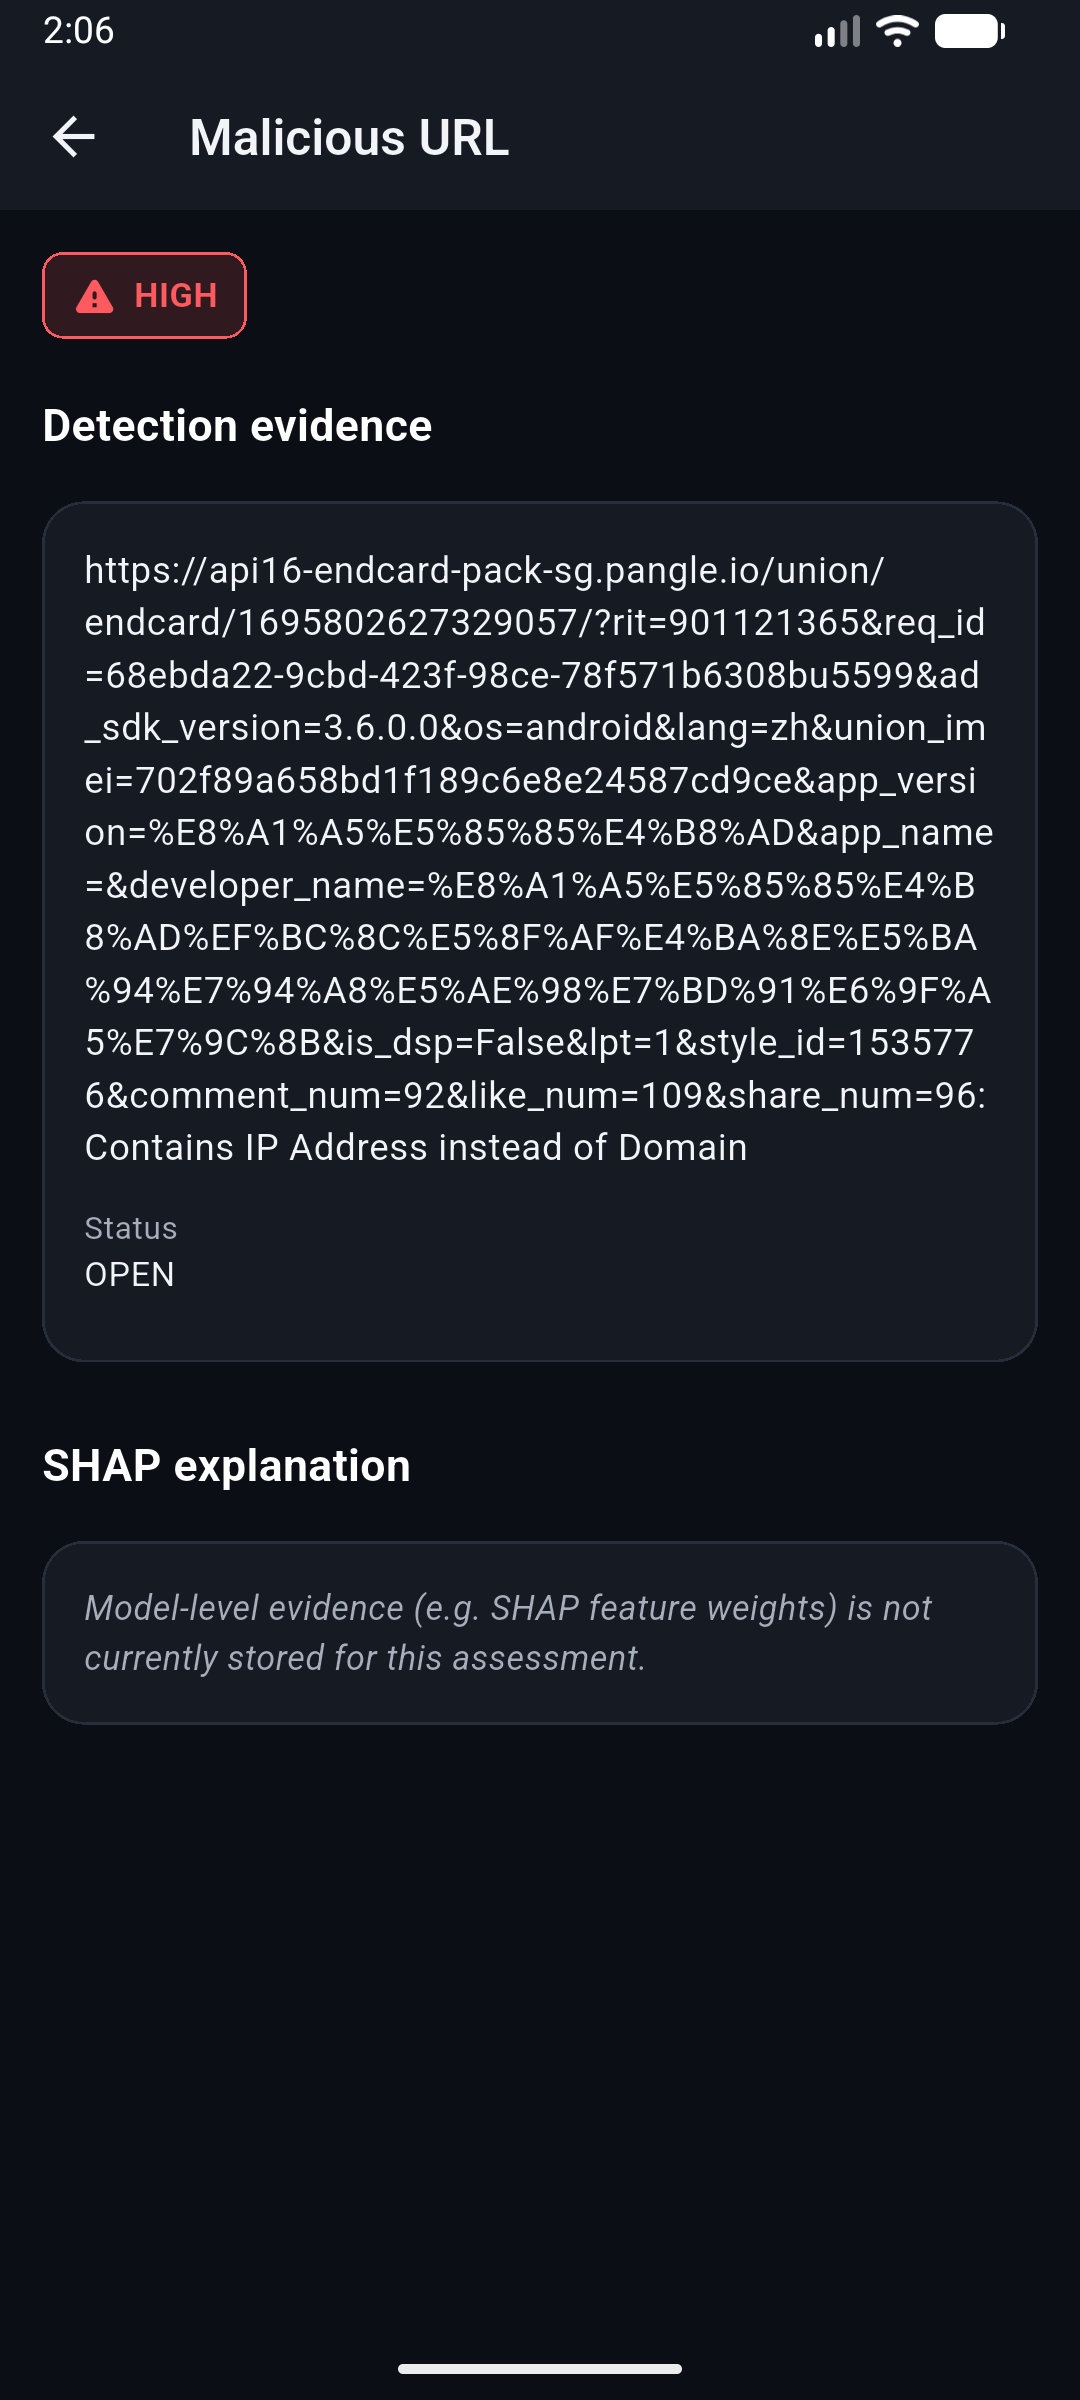 2:06
Malicious URL
HIGH
Detection evidence
https://api16-endcard-pack-sg.pangle.io/union/
endcard/1695802627329057/?rit=901121365&req_id
=68ebda22-9cbd-423f-98ce-78f571b6308bu5599&ad
_sdk_version=3.6.0.0&os=android&lang=zh&union_im
ei=702f89a658bd1f189c6e8e24587cd9ce&app_versi
on=%E8%A1%A5%E5%85%85%E4%B8%AD&app_name
=&developer_name=%E8%A1%A5%E5%85%85%E4%B
8%AD%EF%BC%8C%E5%8F%AF%E4%BA%8E%E5%BA
%94%E7%94%A8%E5%AE%98%E7%BD%91%E6%9F%A
5%E7%9C%8B&is_dsp=False&lpt=1&style_id=153577
6&comment_num=92&like_num=109&share_num=96:
Contains IP Address instead of Domain
Status
OPEN
SHAP explanation
Model-level evidence (e.g. SHAP feature weights) is not
currently stored for this assessment.